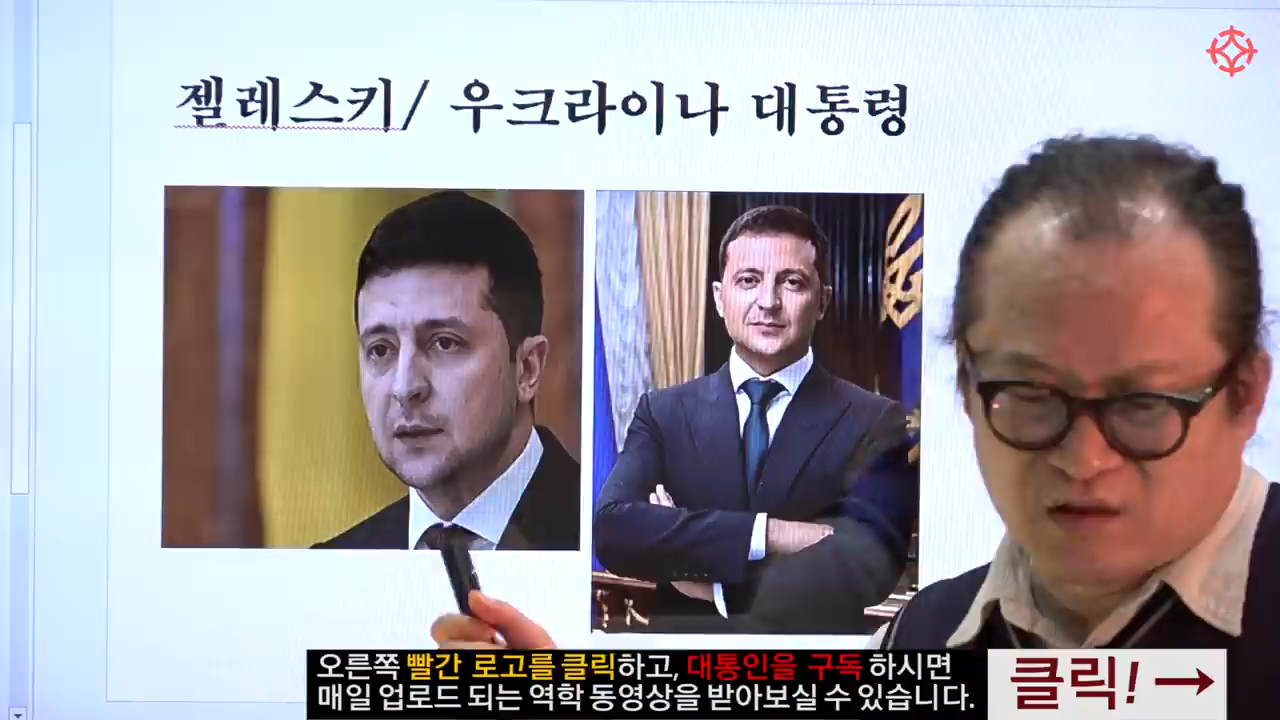 젤레스키/ 우크라이나 대통령
오른쪽 빨간 로고를 클릭하고, 대통인을 구독 하시면
매일 업로드 되는 역학 동영상을 받아보실 수 있습니다.
클릭! →